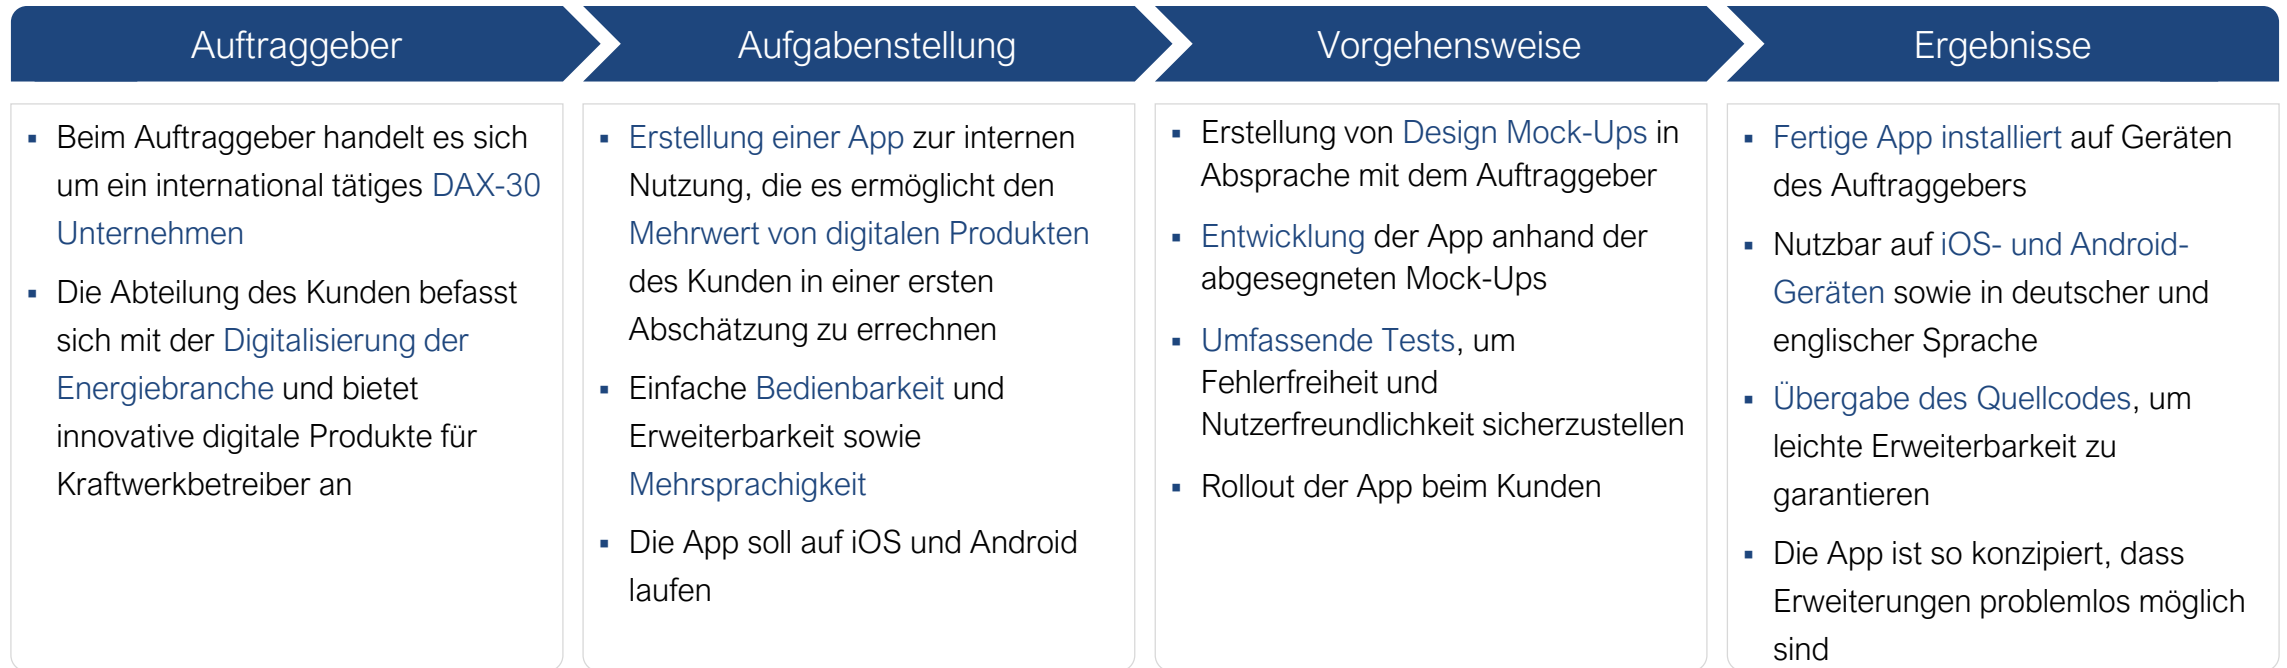 Auftraggeber
Beim Auftraggeber handelt es sich
um ein international tätiges DAX-30
Unternehmen
Die Abteilung des Kunden befasst
sich mit der Digitalisierung der
Energiebranche und bietet
innovative digitale Produkte für
Kraftwerkbetreiber an
Aufgabenstellung
Erstellung einer App zur internen
Nutzung, die es ermöglicht den
Mehrwert von digitalen Produkten
des Kunden in einer ersten
Abschätzung zu errechnen
Einfache Bedienbarkeit und
Erweiterbarkeit sowie
Mehrsprachigkeit
Die App soll auf iOS und Android
laufen
Vorgehensweise
Erstellung von Design Mock-Ups in
Absprache mit dem Auftraggeber
Entwicklung der App anhand der
abgesegneten Mock-Ups
Umfassende Tests, um
Fehlerfreiheit und
Nutzerfreundlichkeit sicherzustellen
Rollout der App beim Kunden
Ergebnisse
Fertige App installiert auf Geräten
des Auftraggebers
Nutzbar auf iOS- und Android-
Geräten sowie in deutscher und
englischer Sprache
Übergabe des Quellcodes, um
leichte Erweiterbarkeit zu
garantieren
Die App ist so konzipiert, dass
Erweiterungen problemlos möglich
sind